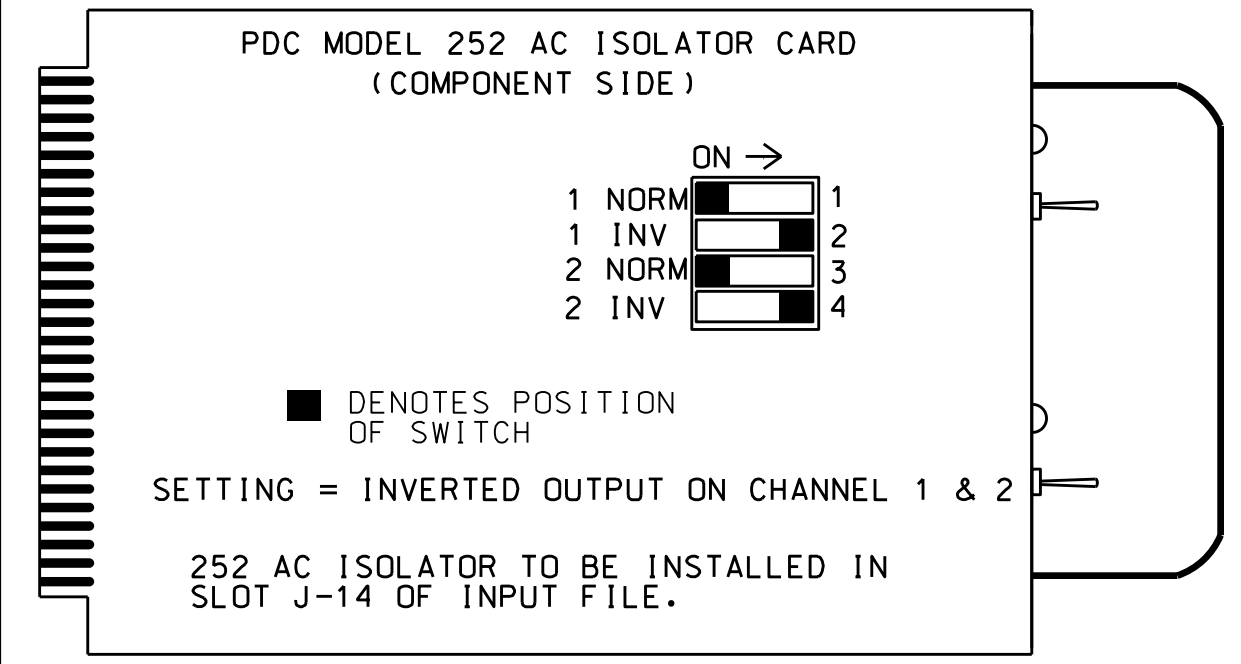 PDC MODEL 252 AC ISOLATOR CARD
(COMPONENT SIDE)
ON →
1 NORM 1
1 INV 2
2 NORM 3
2 INV 4
DENOTES POSITION
OF SWITCH
SETTING = INVERTED OUTPUT ON CHANNEL 1 & 2
252 AC ISOLATOR TO BE INSTALLED IN
SLOT J-14 OF INPUT FILE.